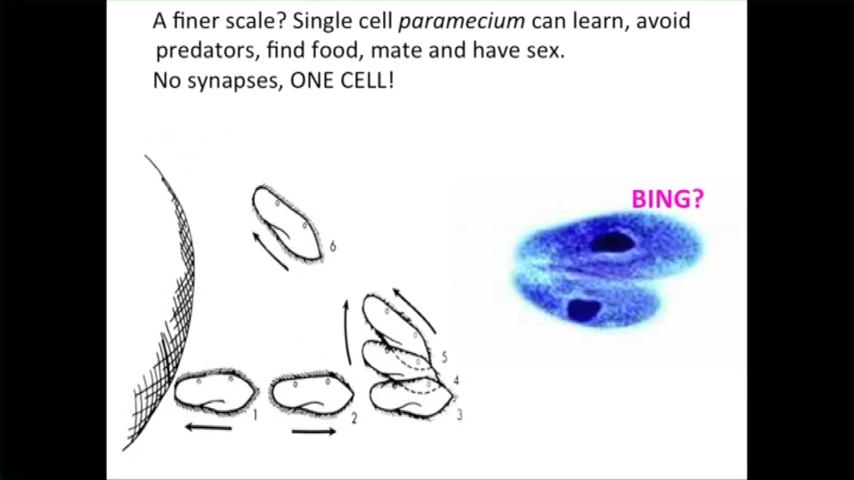 A finer scale? Single cell paramecium can learn, avoid
predators, find food, mate and have sex.
No synapses, ONE CELL!
BING?
6
5
4
1
2
3